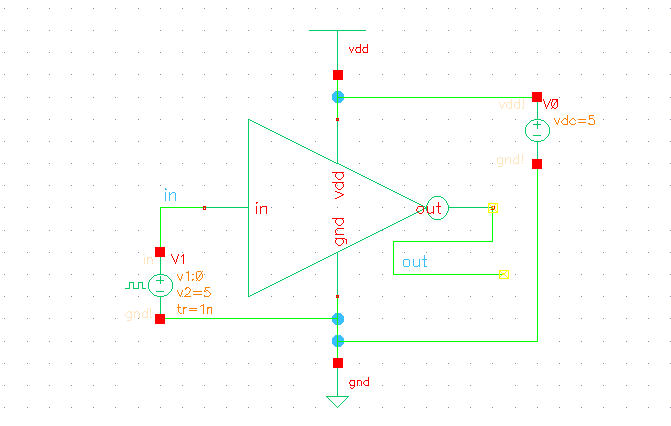 vdd
vdd!
V0
vdc=5
gnd!
in
in
gnd vdd
out
in
V1
v1:0
v2=5
tr=1n
gnd!
out
gnd